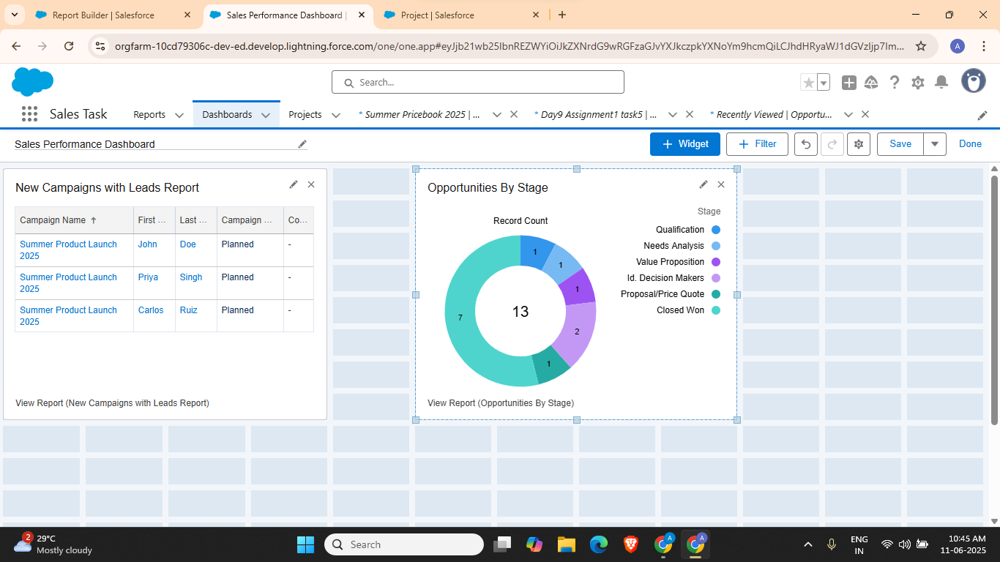 Report Builder | Salesforce
Sales Performance Dashboard |
Project | Salesforce
orgfarm-10cd79306c-dev-ed.develop.lightning.force.com/one/one.app#eyJjb21wb25lbnREZWYiOiJkZXNrdG9wRGFzaGJvYXJkczpkYXNoYm9hcmQiLCJhdHRyaWJ1dGVzIjp7Im...
A
Search...
Sales Task
Reports
Dashboards
Projects
* Summer Pricebook 2025 | ...
* Day9 Assignment1 task5 | ...
* Recently Viewed | Opportu...
Sales Performance Dashboard
+ Widget
+ Filter
Save
Done
New Campaigns with Leads Report
Campaign Name ↑ First ... Last ... Campaign ... Co...
Summer Product Launch 2025 John Doe Planned -
Summer Product Launch 2025 Priya Singh Planned -
Summer Product Launch 2025 Carlos Ruiz Planned -
View Report (New Campaigns with Leads Report)
Opportunities By Stage
Record Count
Stage
Qualification
Needs Analysis
Value Proposition
Id. Decision Makers
Proposal/Price Quote
Closed Won
1
1
1
2
1
7
13
View Report (Opportunities By Stage)
2
29°C
Mostly cloudy
Search
A
A
ENG
IN
10:45 AM
11-06-2025